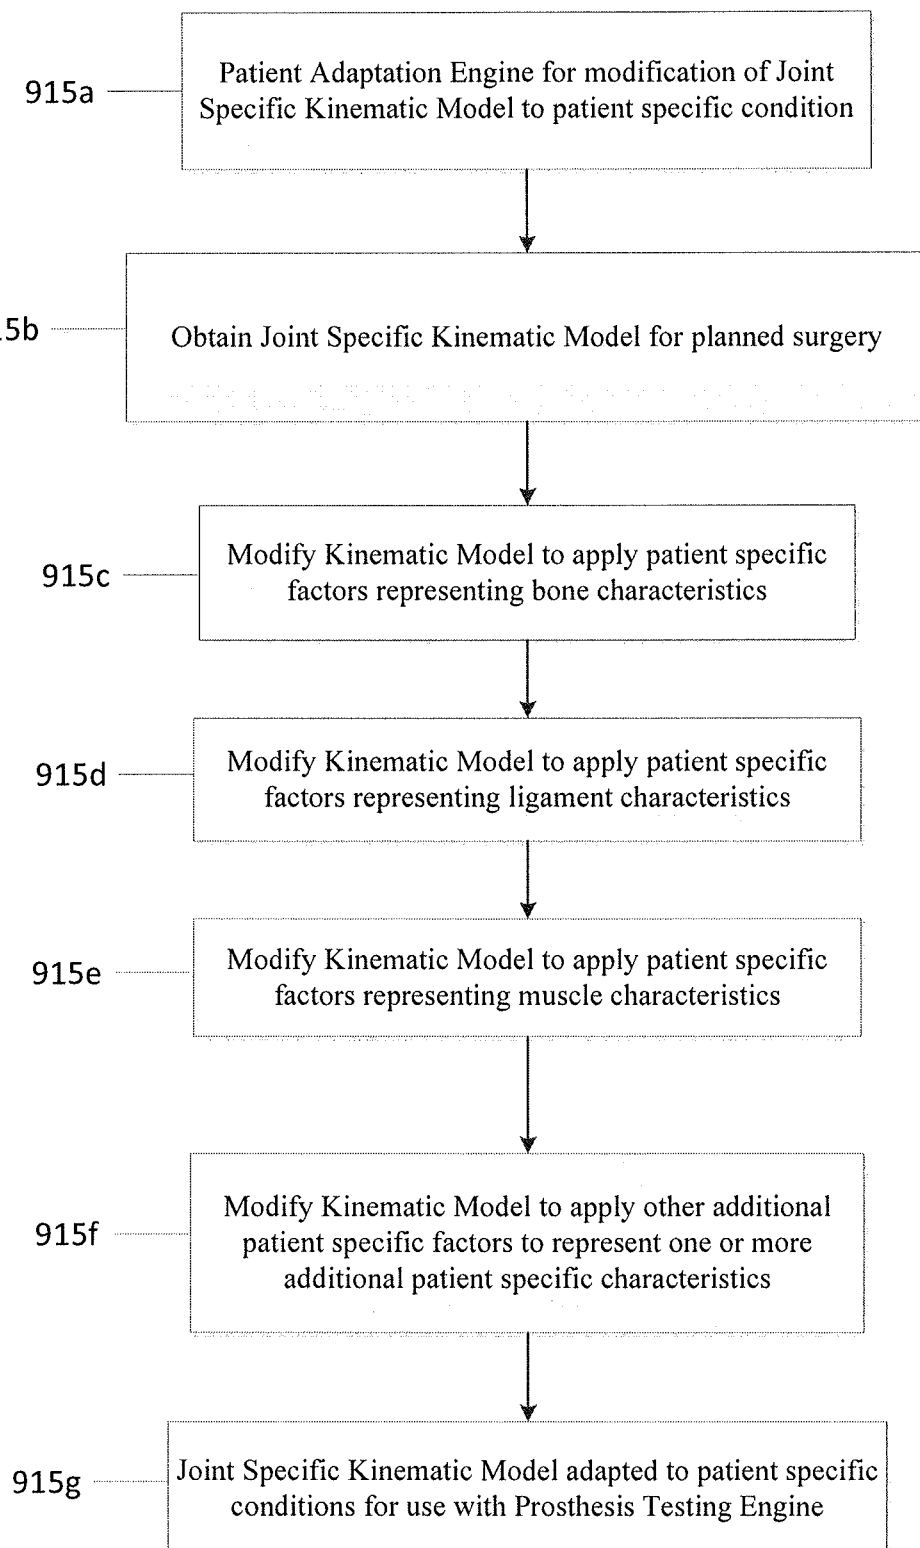 915a
Patient Adaptation Engine for modification of Joint
Specific Kinematic Model to patient specific condition
15b
Obtain Joint Specific Kinematic Model for planned surgery
915c
Modify Kinematic Model to apply patient specific
factors representing bone characteristics
915d
Modify Kinematic Model to apply patient specific
factors representing ligament characteristics
915e
Modify Kinematic Model to apply patient specific
factors representing muscle characteristics
915f
Modify Kinematic Model to apply other additional
patient specific factors to represent one or more
additional patient specific characteristics
915g
Joint Specific Kinematic Model adapted to patient specific
conditions for use with Prosthesis Testing Engine